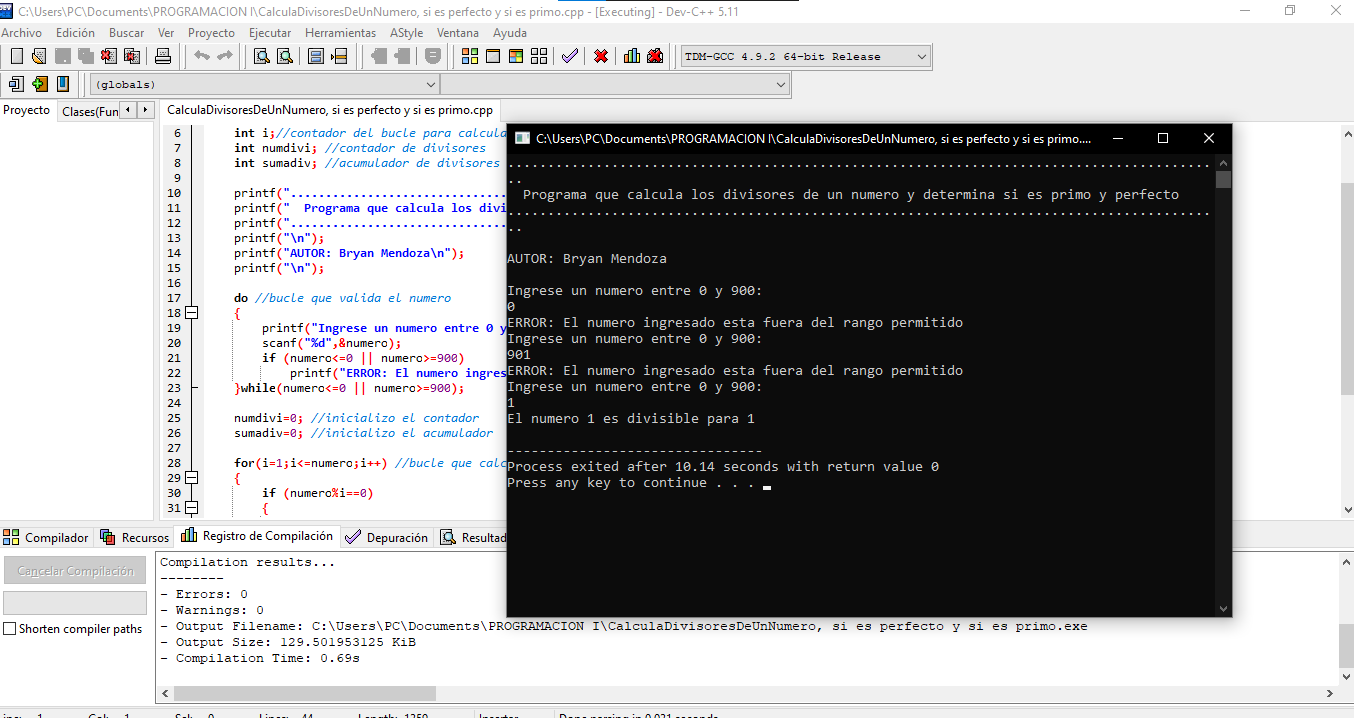 C:\Users\PC\Documents\PROGRAMACION I\CalculaDivisoresDeUnNumero, si es perfecto y si es primo.cpp - [Executing] - Dev-C++ 5.11
Archivo Edición Buscar Ver Proyecto Ejecutar Herramientas AStyle Ventana Ayuda
TDM-GCC 4.9.2 64-bit Release
(globals)
Proyecto Clases(Fun
CalculaDivisoresDeUnNumero, si es perfecto y si es primo.cpp
6 int i;//contador del bucle para calcula
7 int numdivi; //contador de divisores
8 int sumadiv; //acumulador de divisores
9
10 printf("...............................
11 printf("  Programa que calcula los divi
12 printf("...............................
13 printf("\n");
14 printf("AUTOR: Bryan Mendoza\n");
15 printf("\n");
16
17 do //bucle que valida el numero
18 {
19 printf("Ingrese un numero entre 0 y
20 scanf("%d",&numero);
21 if (numero<=0 || numero>=900)
22 printf("ERROR: El numero ingres
23 }while(numero<=0 || numero>=900);
24
25 numdivi=0; //inicializo el contador
26 sumadiv=0; //inicializo el acumulador
27
28 for(i=1;i<=numero;i++) //bucle que calc
29 {
30 if (numero%i==0)
31 {
C:\Users\PC\Documents\PROGRAMACION I\CalculaDivisoresDeUnNumero, si es perfecto y si es primo....
........................................................................................
..
Programa que calcula los divisores de un numero y determina si es primo y perfecto
........................................................................................
..
AUTOR: Bryan Mendoza
Ingrese un numero entre 0 y 900:
0
ERROR: El numero ingresado esta fuera del rango permitido
Ingrese un numero entre 0 y 900:
901
ERROR: El numero ingresado esta fuera del rango permitido
Ingrese un numero entre 0 y 900:
1
El numero 1 es divisible para 1
--------------------------------
Process exited after 10.14 seconds with return value 0
Press any key to continue . . .
Compilador Recursos Registro de Compilación Depuración Resultad
Cancelar Compilación
Shorten compiler paths
Compilation results...
--------
- Errors: 0
- Warnings: 0
- Output Filename: C:\Users\PC\Documents\PROGRAMACION I\CalculaDivisoresDeUnNumero, si es perfecto y si es primo.exe
- Output Size: 129.501953125 KiB
- Compilation Time: 0.69s